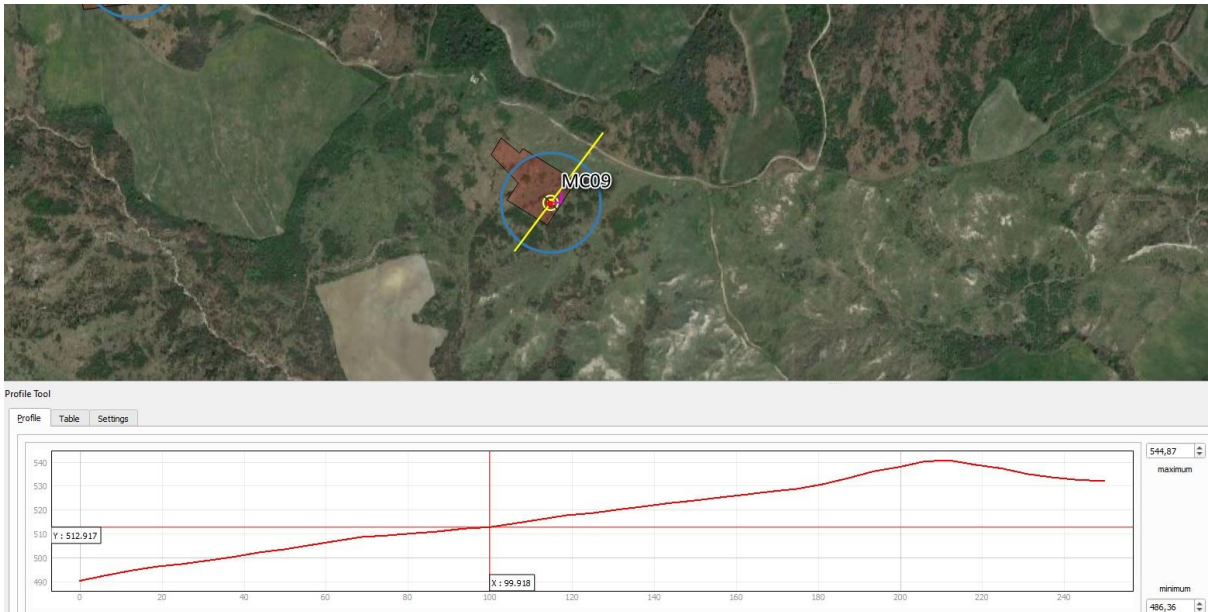 MC09
Profile Tool
Profile Table Settings
540
530
520
510
500
490
Y : 512.917
X : 99.918
0 20 40 60 80 100 120 140 160 180 200 220 240
544,87
maximum
minimum
486,36